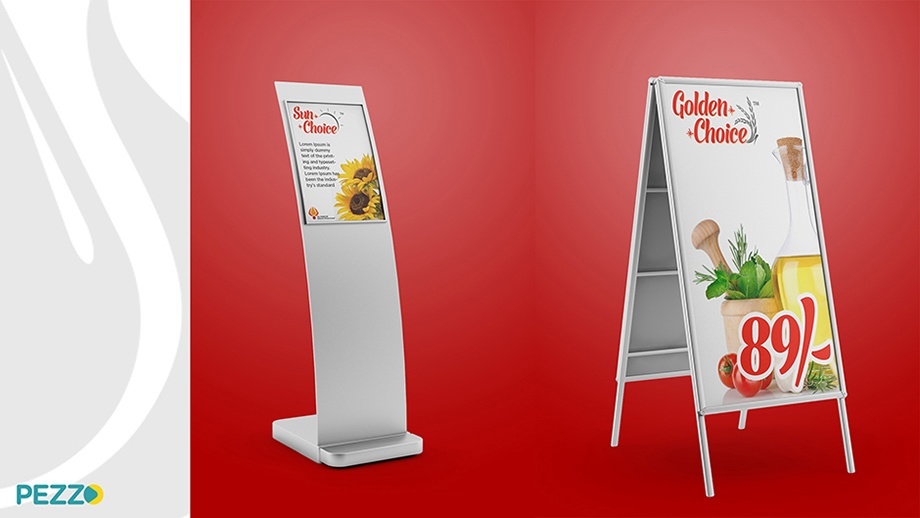 Sun
Choice
Lorem Ipsum is
simply dummy
text of the print-
ing and typeset-
ting industry.
Lorem Ipsum has
been the indus-
try's standard
Golden
Choice TM
89/-
PEZZO